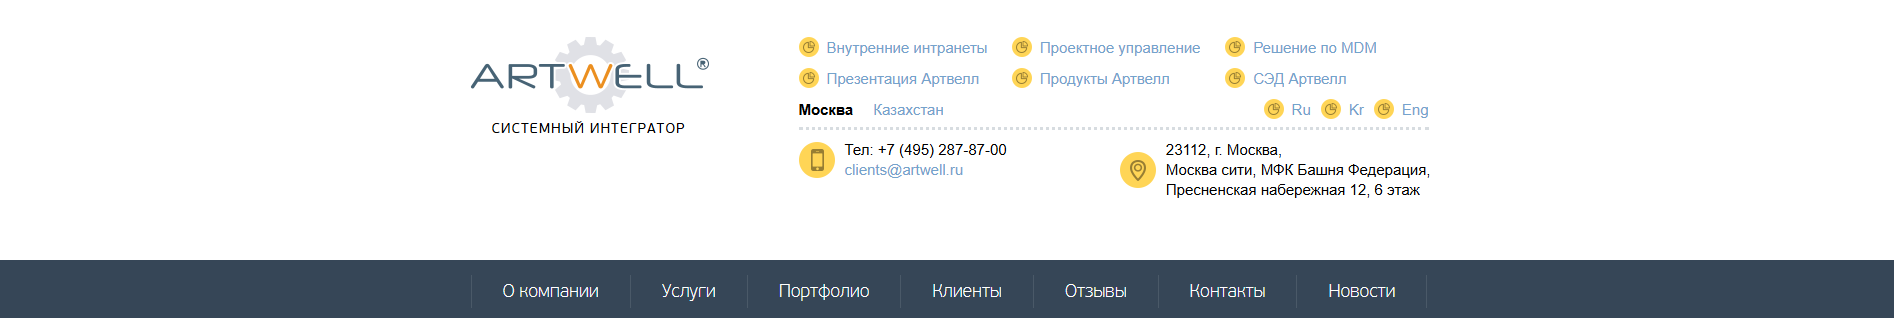 ARTWELL®
СИСТЕМНЫЙ ИНТЕГРАТОР
Внутренние интранеты Проектное управление Решение по MDM
Презентация Артвелл Продукты Артвелл СЭД Артвелл
Москва Казахстан Ru Kr Eng
Тел: +7 (495) 287-87-00
clients@artwell.ru
23112, г. Москва,
Москва сити, МФК Башня Федерация,
Пресненская набережная 12, 6 этаж
О компании Услуги Портфолио Клиенты Отзывы Контакты Новости